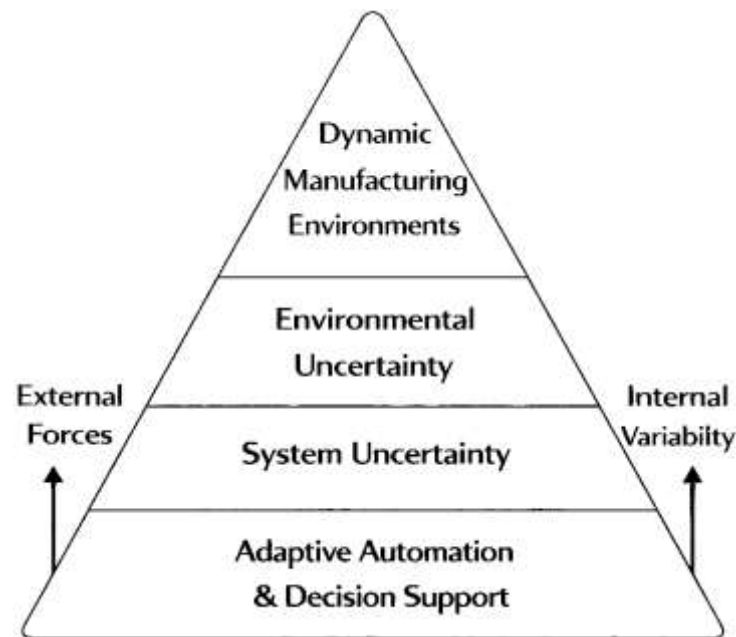 Dynamic
Manufacturing
Environments
Environmental
Uncertainty
External
Forces
Internal
Variabilty
System Uncertainty
Adaptive Automation
& Decision Support